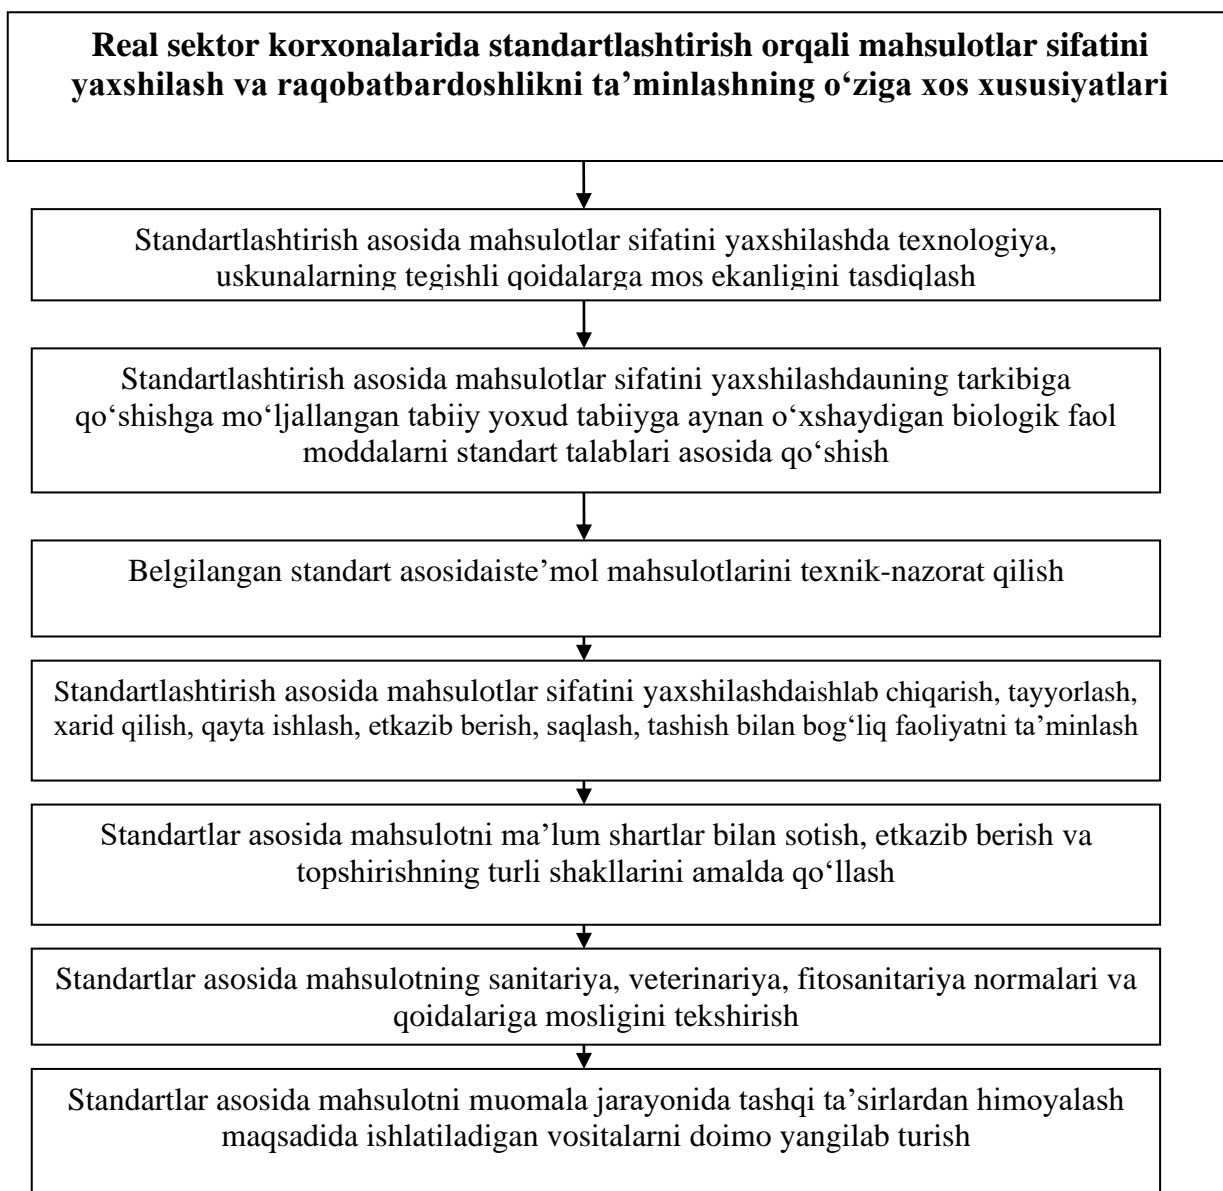 Real sektor korxonalarida standartlashtirish orqali mahsulotlar sifatini
yaxshilash va raqobatbardoshlikni ta’minlashning o‘ziga xos xususiyatlari
Standartlashtirish asosida mahsulotlar sifatini yaxshilashda texnologiya,
uskunalarning tegishli qoidalarga mos ekanligini tasdiqlash
Standartlashtirish asosida mahsulotlar sifatini yaxshilashdauning tarkibiga
qo‘shishga mo‘ljallangan tabiiy yoxud tabiiyga aynan o‘xshaydigan biologik faol
moddalarni standart talablari asosida qo‘shish
Belgilangan standart asosidaiste’mol mahsulotlarini texnik-nazorat qilish
Standartlashtirish asosida mahsulotlar sifatini yaxshilashdaishlab chiqarish, tayyorlash,
xarid qilish, qayta ishlash, etkazib berish, saqlash, tashish bilan bog‘liq faoliyatni ta’minlash
Standartlar asosida mahsulotni ma’lum shartlar bilan sotish, etkazib berish va
topshirishning turli shakllarini amalda qo‘llash
Standartlar asosida mahsulotning sanitariya, veterinariya, fitosanitariya normalari va
qoidalariga mosligini tekshirish
Standartlar asosida mahsulotni muomala jarayonida tashqi ta’sirlardan himoyalash
maqsadida ishlatiladigan vositalarni doimo yangilab turish